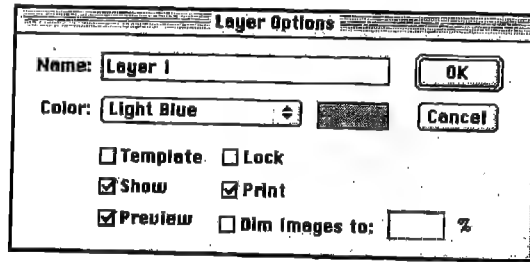 Layer Options
Name: Layer 1 OK
Color: Light Blue Cancel
Template Lock
Show Print
Preview Dim Images to: %